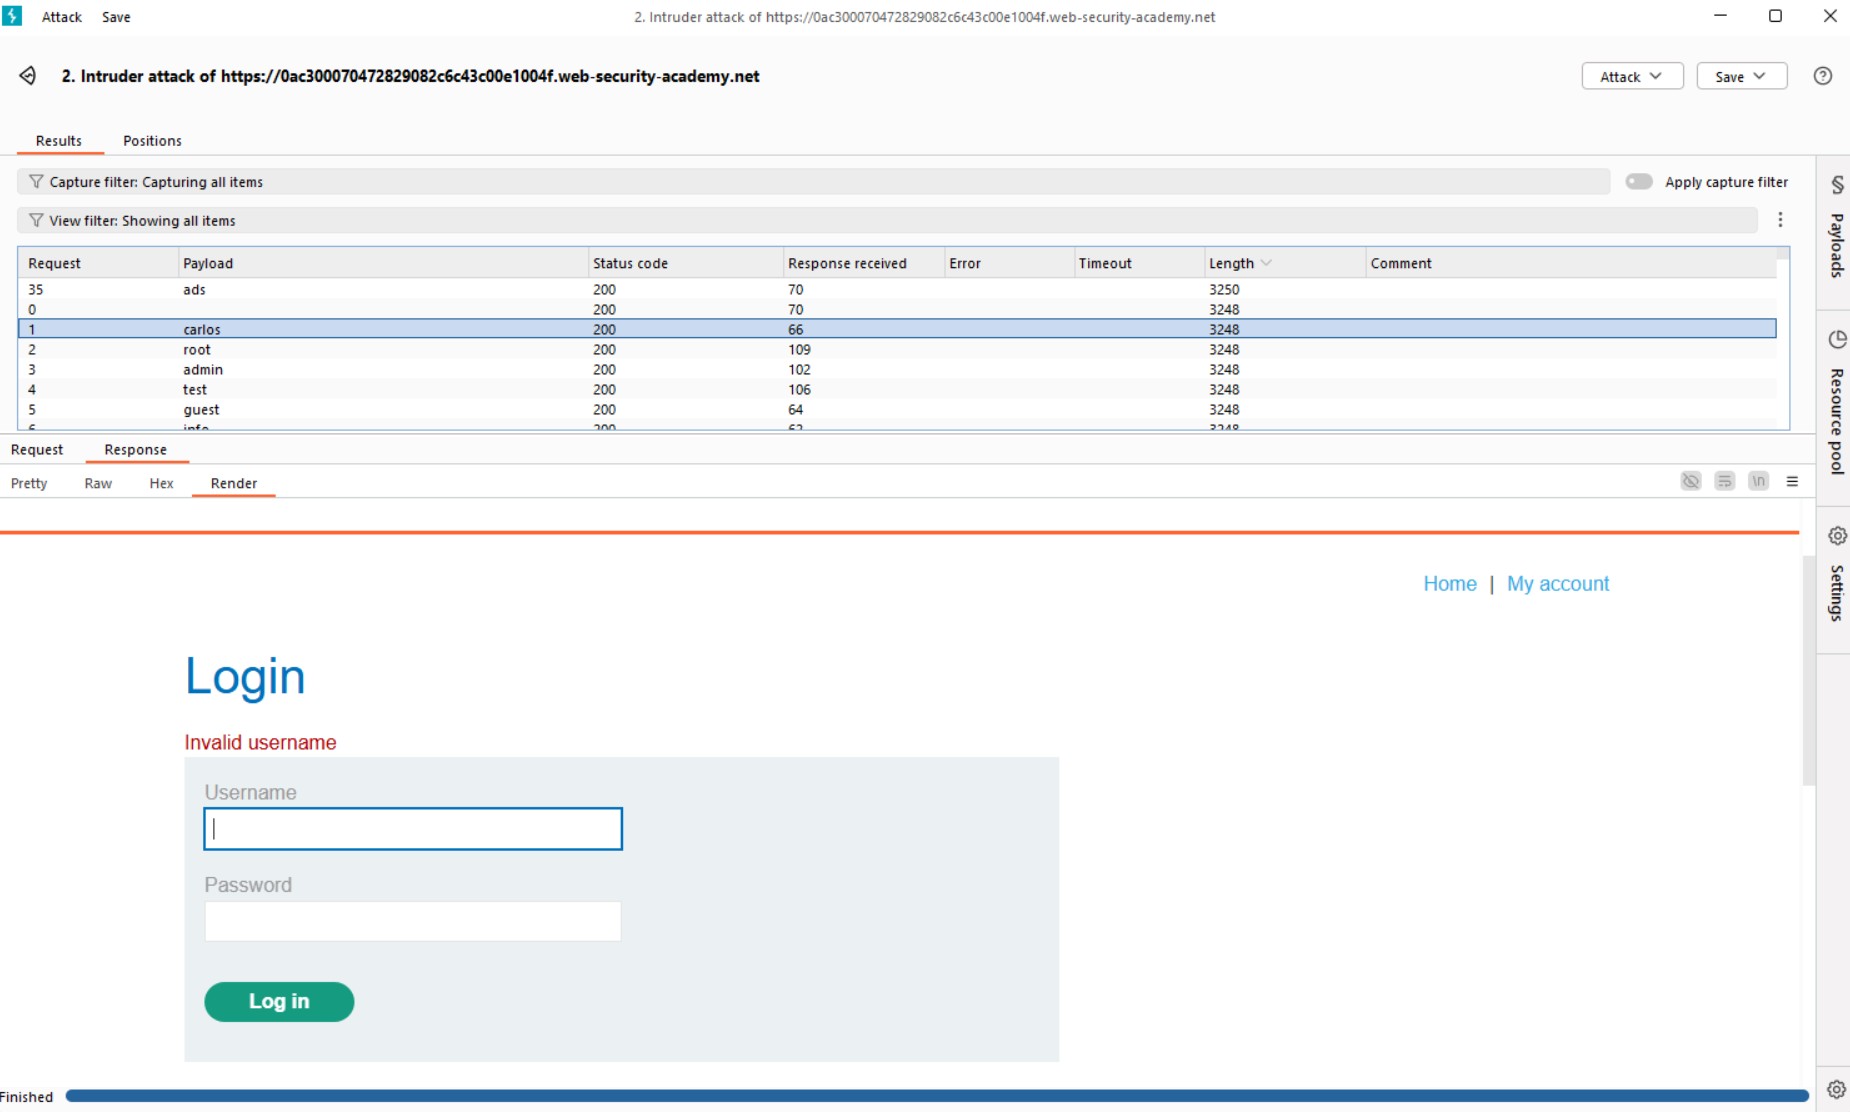 Attack Save 2. Intruder attack of https://0ac300070472829082c6c43c00e1004f.web-security-academy.net
2. Intruder attack of https://0ac300070472829082c6c43c00e1004f.web-security-academy.net Attack Save
Results Positions
Capture filter: Capturing all items Apply capture filter
View filter: Showing all items
Request Payload Status code Response received Error Timeout Length Comment
35 ads 200 70 3250
0 200 70 3248
1 carlos 200 66 3248
2 root 200 109 3248
3 admin 200 102 3248
4 test 200 106 3248
5 guest 200 64 3248
6 info 200 62 3248
Request Response
Pretty Raw Hex Render
\n
Home | My account
Login
Invalid username
Username
Password
Log in
Finished
Payloads
Resource pool
Settings